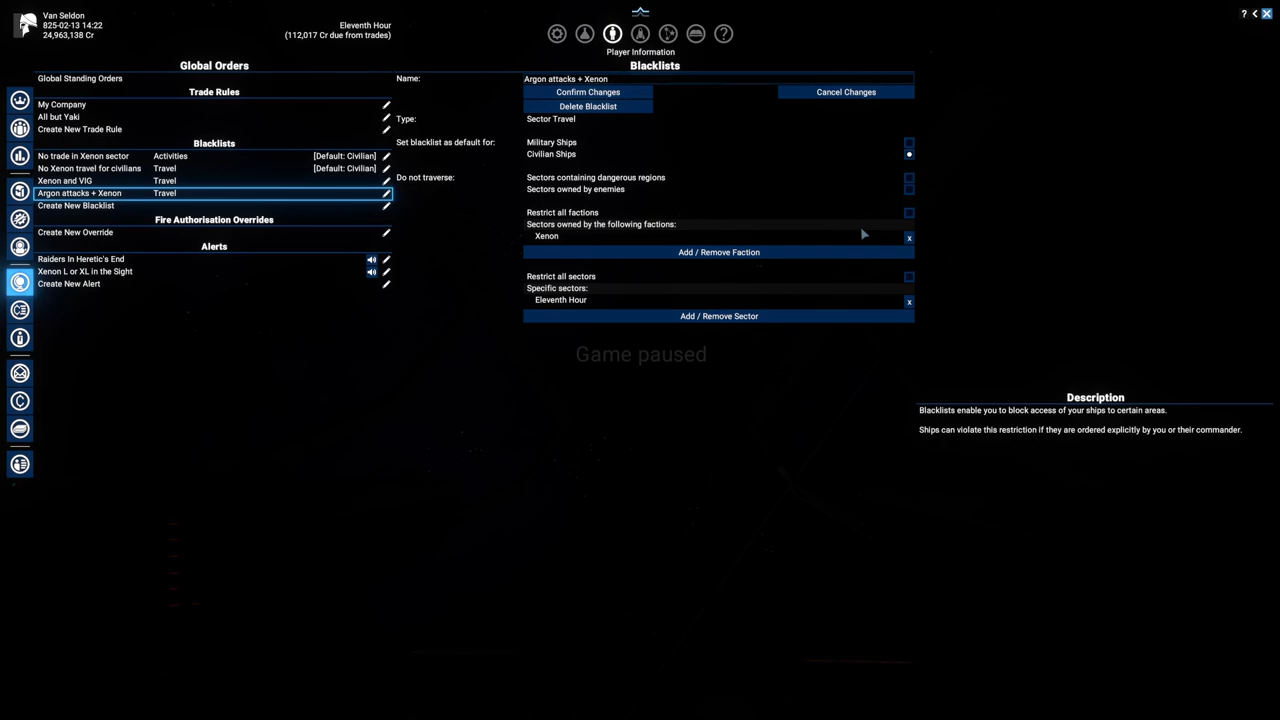 Van Seldon
825-02-13 14:22
24,963,138 Cr
Eleventh Hour
(112,017 Cr due from trades)
? <
Player Information
Global Orders
Global Standing Orders
Trade Rules
My Company
All but Yaki
Create New Trade Rule
Blacklists
No trade in Xenon sector Activities [Default: Civilian]
No Xenon travel for civilians Travel [Default: Civilian]
Xenon and VIG Travel
Argon attacks + Xenon Travel
Create New Blacklist
Fire Authorisation Overrides
Create New Override
Alerts
Raiders In Heretic's End
Xenon L or XL in the Sight
Create New Alert
Blacklists
Name: Argon attacks + Xenon
Confirm Changes Cancel Changes
Delete Blacklist
Type: Sector Travel
Set blacklist as default for: Military Ships
Civilian Ships
Do not traverse: Sectors containing dangerous regions
Sectors owned by enemies
Restrict all factions
Sectors owned by the following factions:
Xenon x
Add / Remove Faction
Restrict all sectors
Specific sectors:
Eleventh Hour x
Add / Remove Sector
Game paused
Description
Blacklists enable you to block access of your ships to certain areas.
Ships can violate this restriction if they are ordered explicitly by you or their commander.